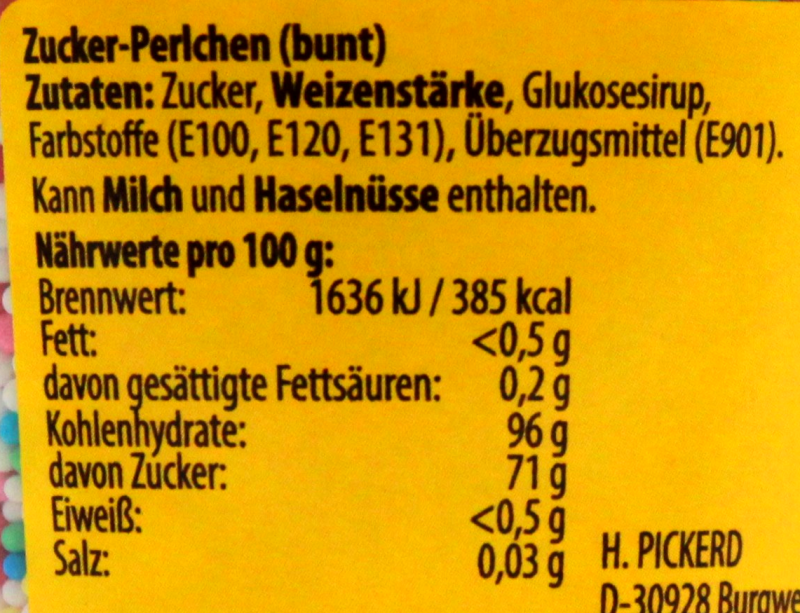 Zucker-Perlchen (bunt)
Zutaten: Zucker, Weizenstärke, Glukosesirup,
Farbstoffe (E100, E120, E131), Überzugsmittel (E901).
Kann Milch und Haselnüsse enthalten.
Nährwerte pro 100 g:
Brennwert: 1636 kJ / 385 kcal
Fett: <0,5 g
davon gesättigte Fettsäuren: 0,2 g
Kohlenhydrate: 96 g
davon Zucker: 71 g
Eiweiß: <0,5 g
Salz: 0,03 g
H. PICKERD
D-30928